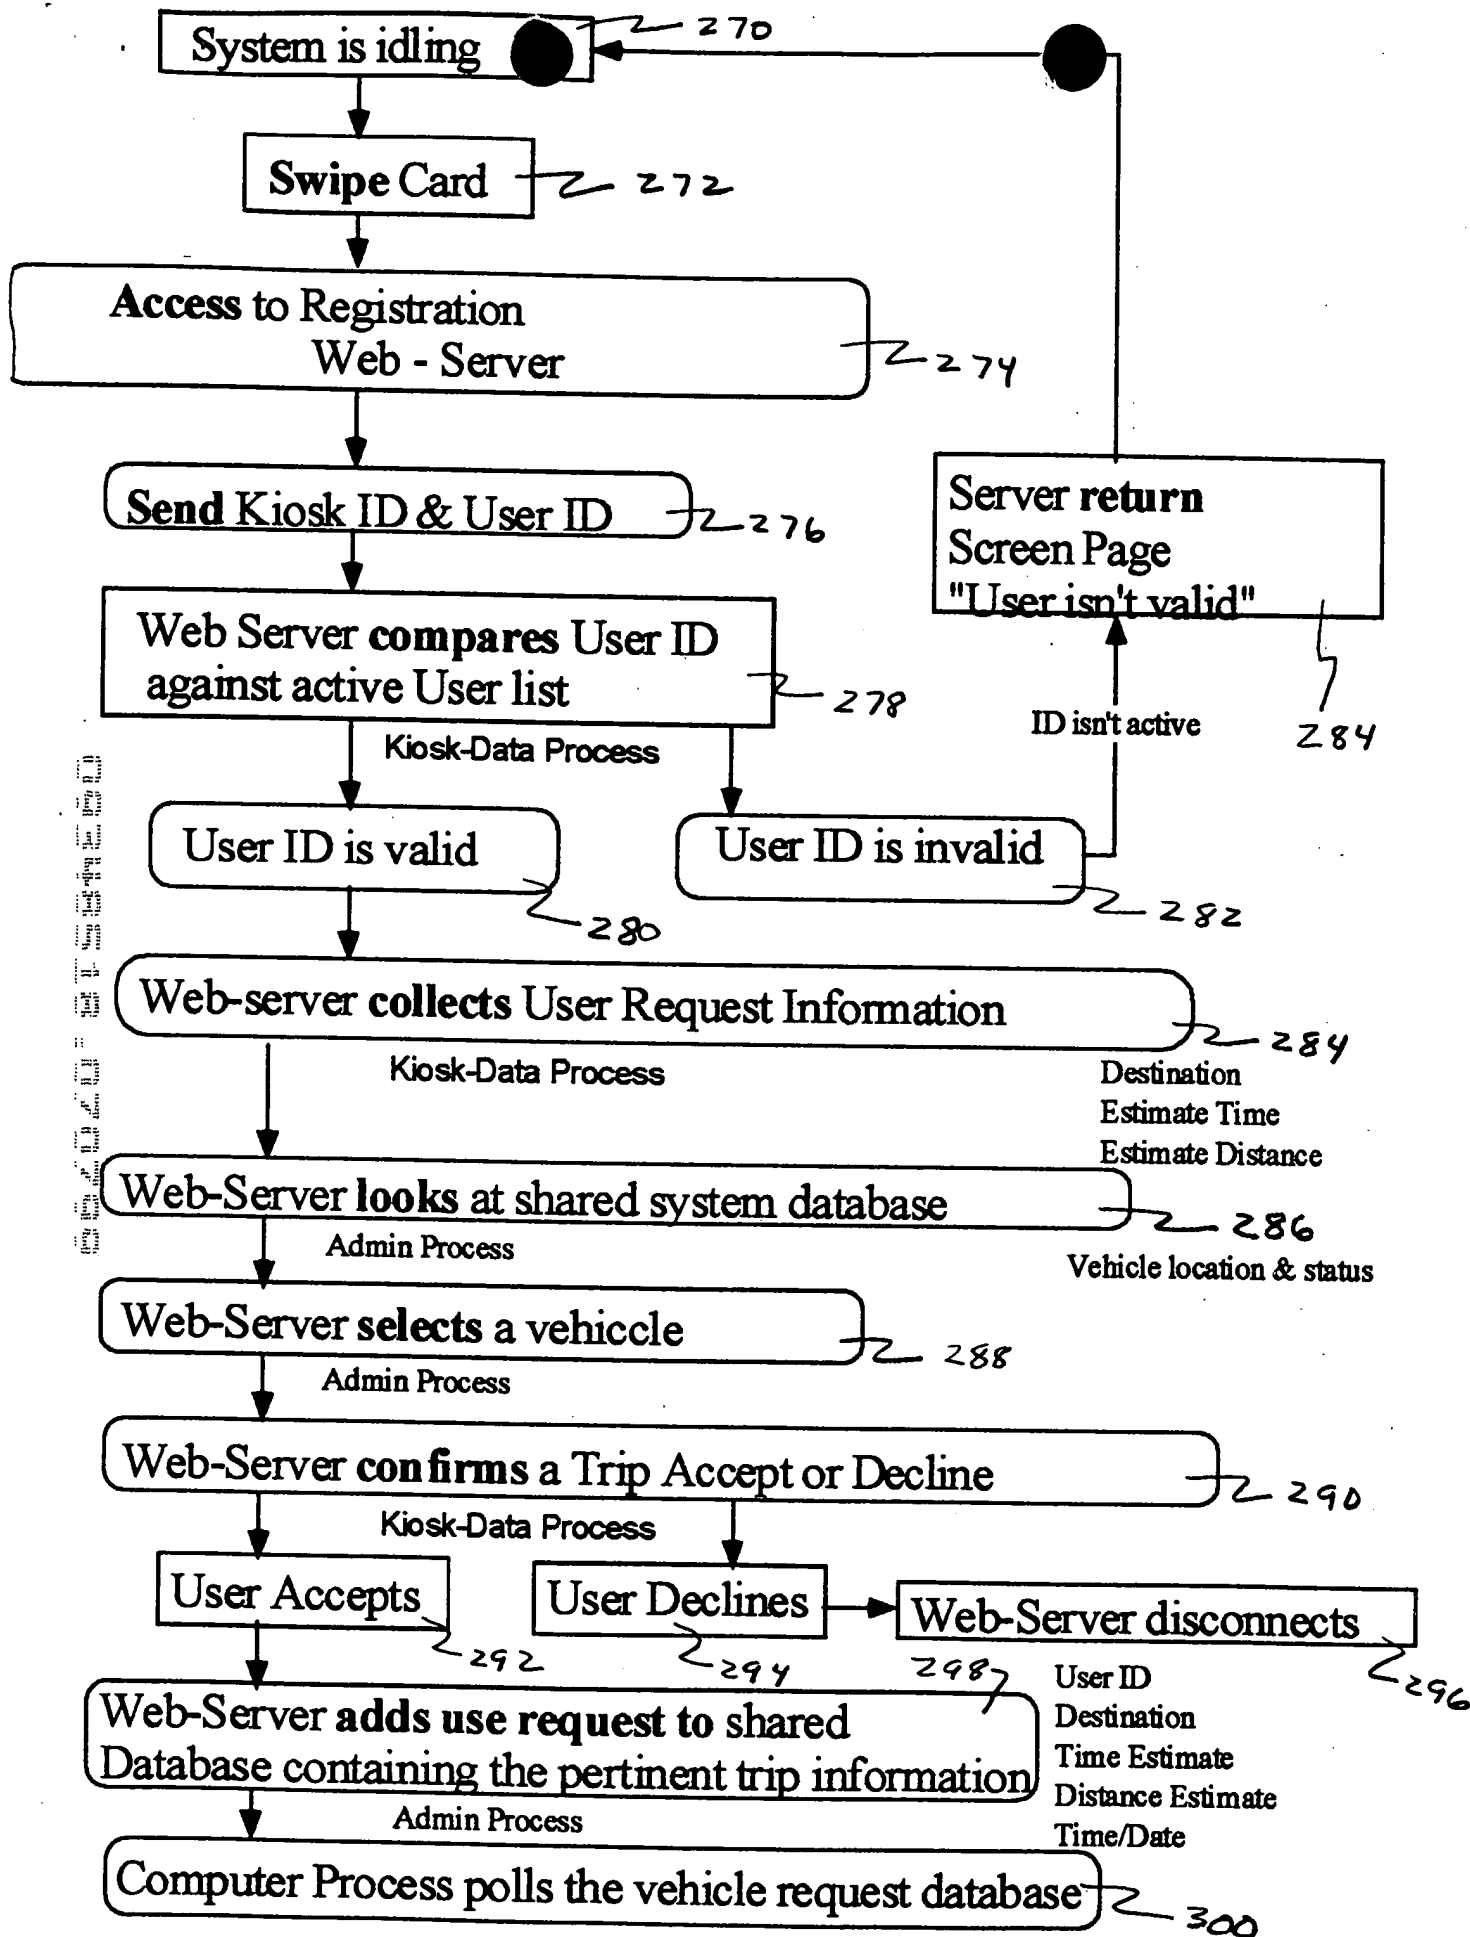 System is idling
270
Swipe Card
272
Access to Registration
Web - Server
274
Send Kiosk ID & User ID
276
Server return
Screen Page
"User isn't valid"
284
Web Server compares User ID
against active User list
278
ID isn't active
Kiosk-Data Process
User ID is valid
280
User ID is invalid
282
Web-server collects User Request Information
284
Kiosk-Data Process
Destination
Estimate Time
Estimate Distance
Web-Server looks at shared system database
286
Admin Process
Vehicle location & status
Web-Server selects a vehiccle
288
Admin Process
Web-Server confirms a Trip Accept or Decline
290
Kiosk-Data Process
User Accepts
292
User Declines
294
Web-Server disconnects
296
298
Web-Server adds use request to shared
Database containing the pertinent trip information
User ID
Destination
Time Estimate
Distance Estimate
Time/Date
Admin Process
Computer Process polls the vehicle request database
300